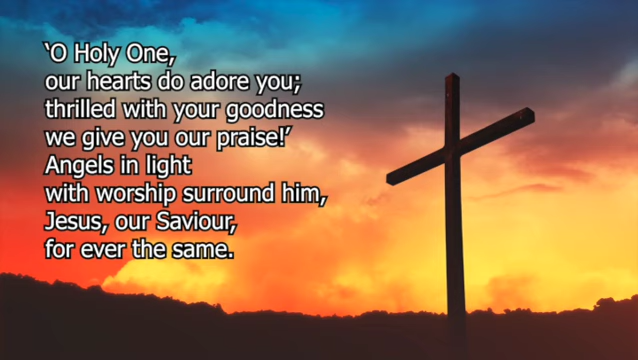 ‘O Holy One,
our hearts do adore you;
thrilled with your goodness
we give you our praise!’
Angels in light
with worship surround him,
Jesus, our Saviour,
for ever the same.